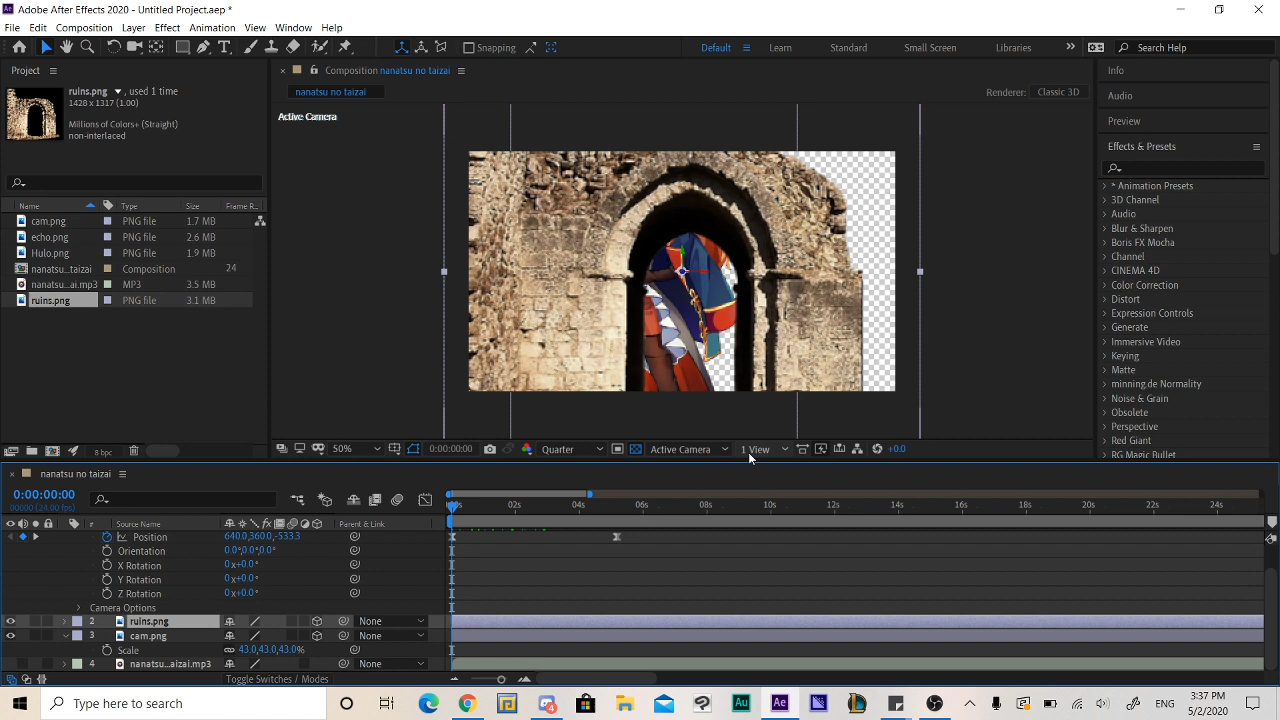 Adobe After Effects 2020 - Untitled Project.aep *
File Edit Composition Layer Effect Animation View Window Help
Snapping Default Learn Standard Small Screen Libraries Search Help
Project
Composition nanatsu no taizai
ruins.png , used 1 time
1428 x 1317 (1.00)
Millions of Colors+ (Straight)
non-interlaced
nanatsu no taizai
Renderer: Classic 3D
Active Camera
Info
Audio
Preview
Effects & Presets
Name Type Size Frame R...
cam.png PNG file 1.7 MB
echo.png PNG file 2.6 MB
Hulo.png PNG file 1.9 MB
nanatsu...taizai Composition 24
nanatsu...ai.mp3 MP3 3.5 MB
ruins.png PNG file 3.1 MB
* Animation Presets
3D Channel
Audio
Blur & Sharpen
Boris FX Mocha
Channel
CINEMA 4D
Color Correction
Distort
Expression Controls
Generate
Immersive Video
Keying
Matte
minning.de Normality
Noise & Grain
Obsolete
Perspective
Red Giant
RG Magic Bullet
8 bpc
50% 0:00:00:00 Quarter Active Camera 1 View +0.0
nanatsu no taizai
0:00:00:00
00000 (24.00 fps)
02s 04s 06s 08s 10s 12s 14s 16s 18s 20s 22s 24s
# Source Name Parent & Link
Position 640.0,360.0,-533.3
Orientation 0.0°,0.0°,0.0°
X Rotation 0x+0.0°
Y Rotation 0x+0.0°
Z Rotation 0x+0.0°
Camera Options
2 ruins.png None
3 cam.png None
Scale 43.0,43.0,43.0%
4 nanatsu...aizai.mp3 None
Toggle Switches / Modes
Type here to search
4
Au Ae
3:37 PM
5/2/2020